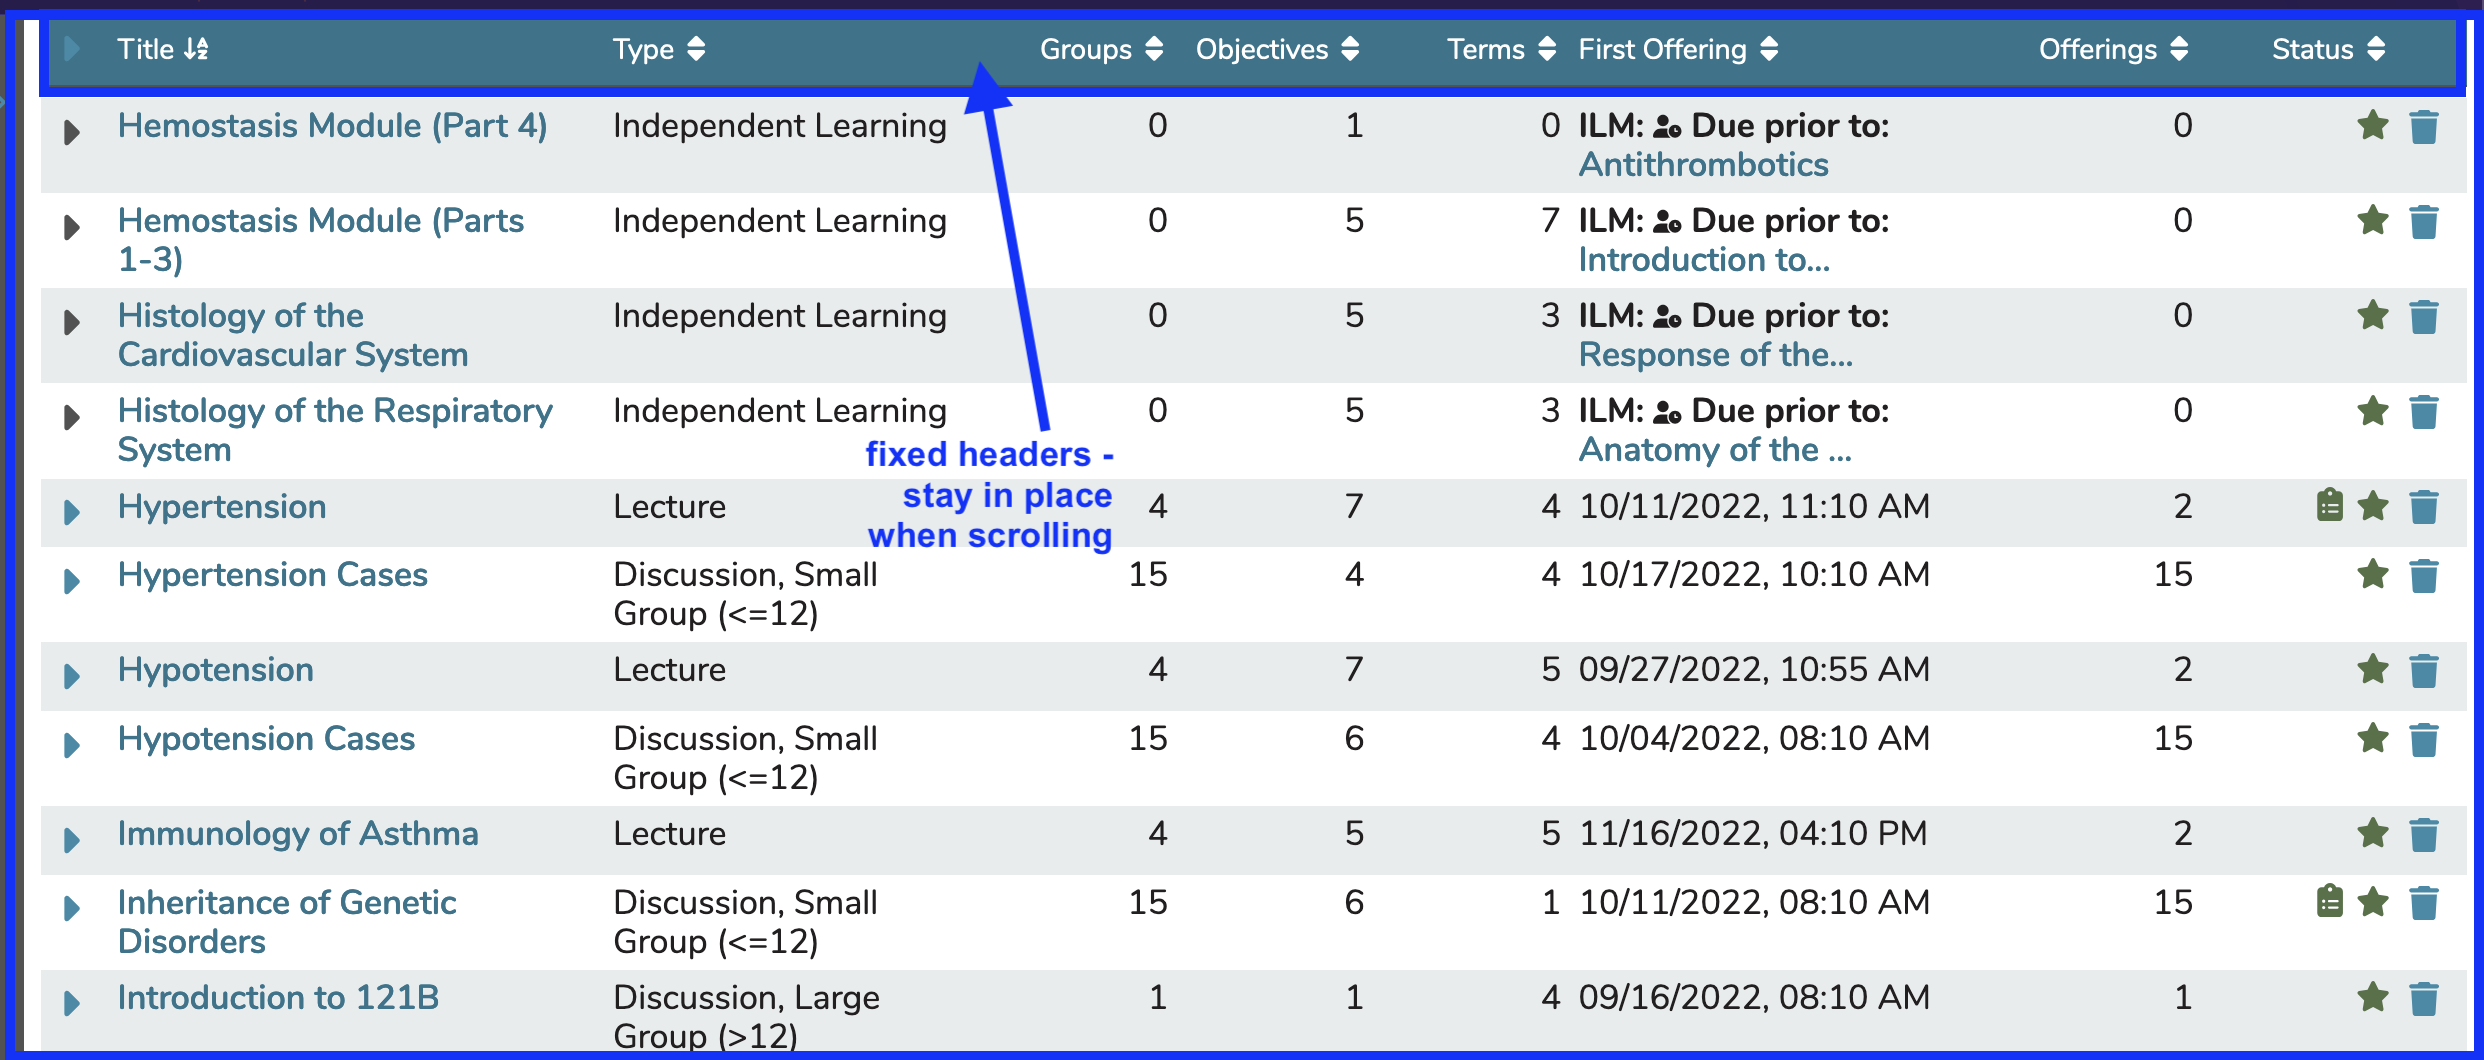 Title Type Groups Objectives Terms First Offering Offerings Status
Hemostasis Module (Part 4) Independent Learning 0 1 0 ILM: Due prior to: 0
Antithrombotics
Hemostasis Module (Parts Independent Learning 0 5 7 ILM: Due prior to: 0
1-3) Introduction to...
Histology of the Independent Learning 0 5 3 ILM: Due prior to: 0
Cardiovascular System Response of the...
Histology of the Respiratory Independent Learning 0 5 3 ILM: Due prior to: 0
System Anatomy of the ...
fixed headers -
stay in place
when scrolling
Hypertension Lecture 4 7 4 10/11/2022, 11:10 AM 2
Hypertension Cases Discussion, Small 15 4 4 10/17/2022, 10:10 AM 15
Group (<=12)
Hypotension Lecture 4 7 5 09/27/2022, 10:55 AM 2
Hypotension Cases Discussion, Small 15 6 4 10/04/2022, 08:10 AM 15
Group (<=12)
Immunology of Asthma Lecture 4 5 5 11/16/2022, 04:10 PM 2
Inheritance of Genetic Discussion, Small 15 6 1 10/11/2022, 08:10 AM 15
Disorders Group (<=12)
Introduction to 121B Discussion, Large 1 1 4 09/16/2022, 08:10 AM 1
Group (>12)